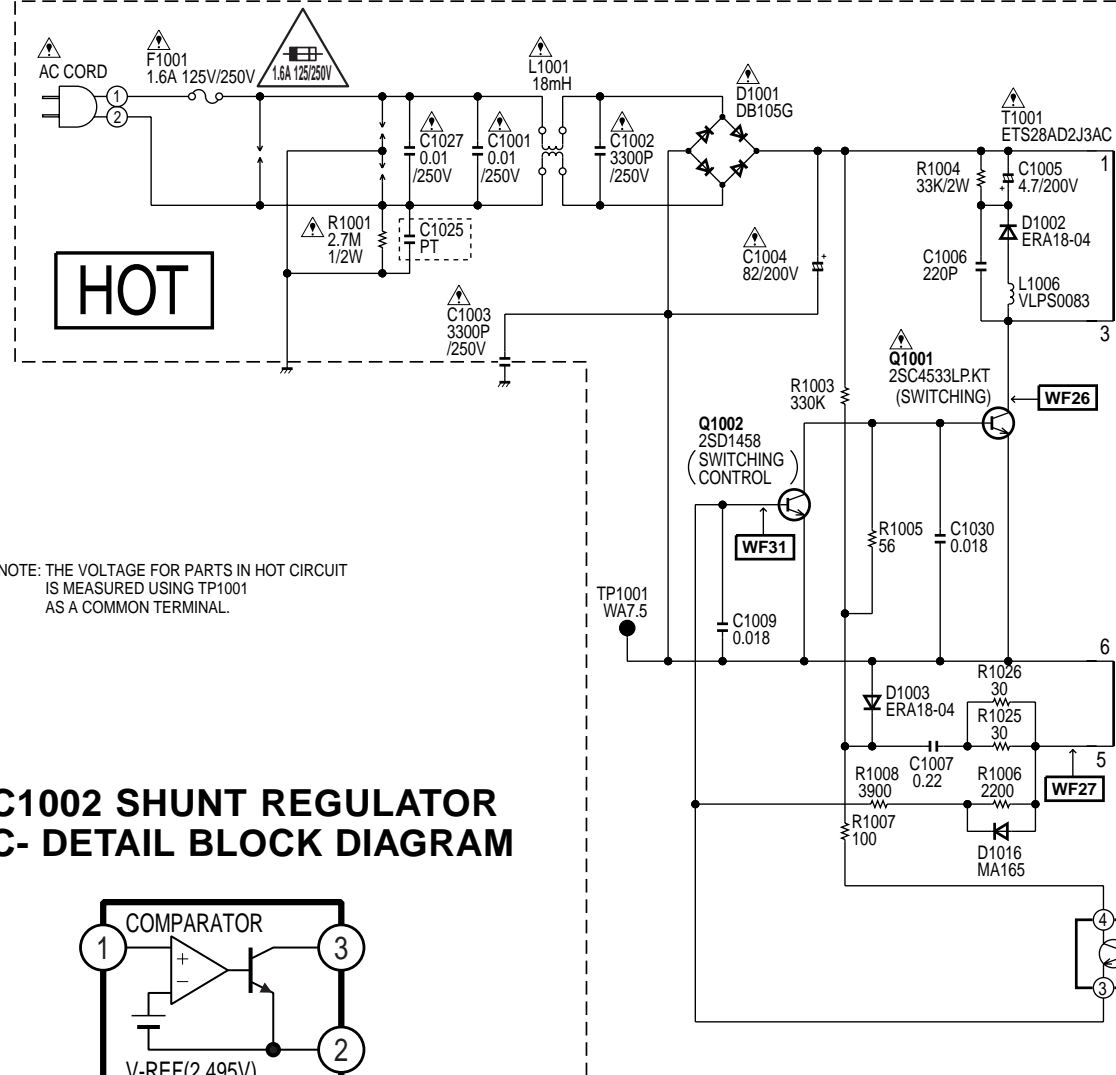 AC CORD
1
2
F1001
1.6A 125V/250V
1.6A 125/250V
L1001
18mH
D1001
DB105G
T1001
ETS28AD2J3AC
C1027
0.01
/250V
C1001
0.01
/250V
C1002
3300P
/250V
R1004
33K/2W
C1005
+ 4.7/200V
1
R1001
2.7M
1/2W
C1025
PT
D1002
ERA18-04
C1006
220P
L1006
VLPS0083
C1004
82/200V
+
3
HOT
C1003
3300P
/250V
Q1001
2SC4533LP.KT
(SWITCHING)
WF26
R1003
330K
Q1002
2SD1458
(SWITCHING
CONTROL)
WF31
R1005
56
C1030
0.018
NOTE: THE VOLTAGE FOR PARTS IN HOT CIRCUIT
IS MEASURED USING TP1001
AS A COMMON TERMINAL.
TP1001
WA7.5
C1009
0.018
6
R1026
30
R1025
30
D1003
ERA18-04
C1007
0.22
5
WF27
R1008
3900
R1006
2200
R1007
100
D1016
MA165
4
3
C1002 SHUNT REGULATOR
C- DETAIL BLOCK DIAGRAM
COMPARATOR
1
+
−
3
2
V-REF(2.495V)